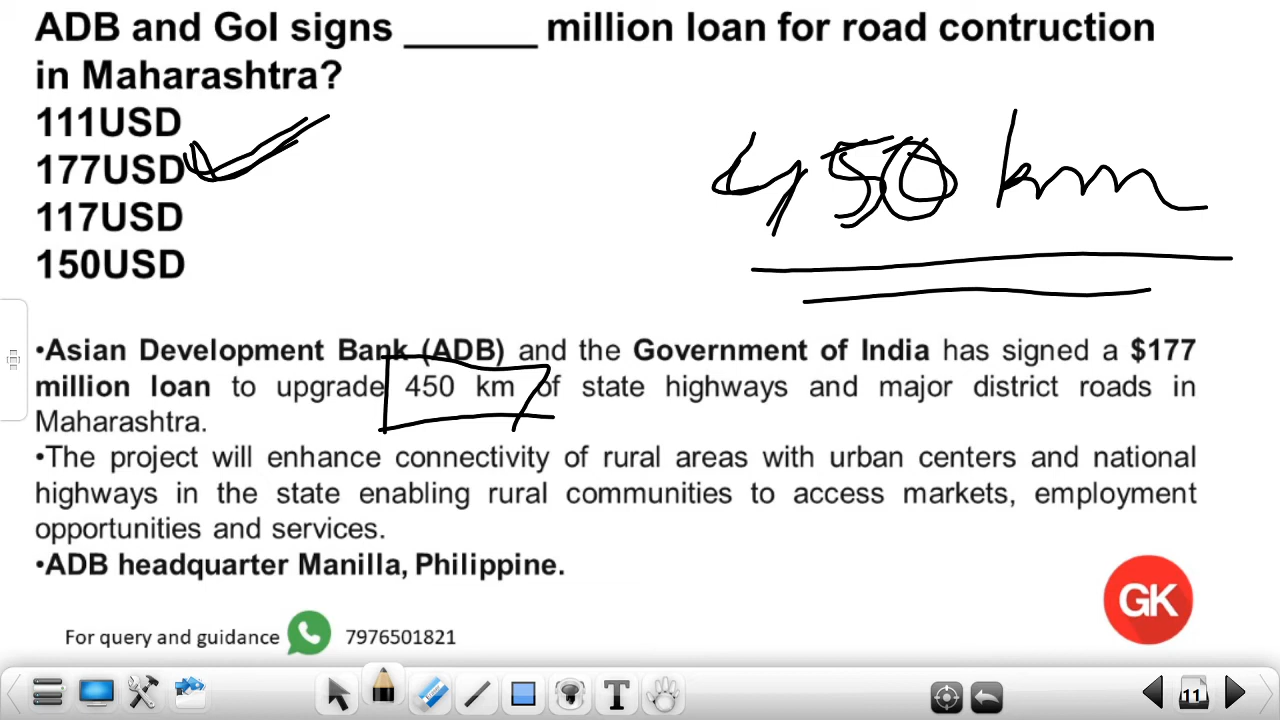 ADB and GoI signs ______ million loan for road contruction
in Maharashtra?
111USD
177USD
117USD
150USD
450 km
•Asian Development Bank (ADB) and the Government of India has signed a $177
million loan to upgrade 450 km of state highways and major district roads in
Maharashtra.
•The project will enhance connectivity of rural areas with urban centers and national
highways in the state enabling rural communities to access markets, employment
opportunities and services.
•ADB headquarter Manilla, Philippine.
GK
For query and guidance 7976501821
T
11